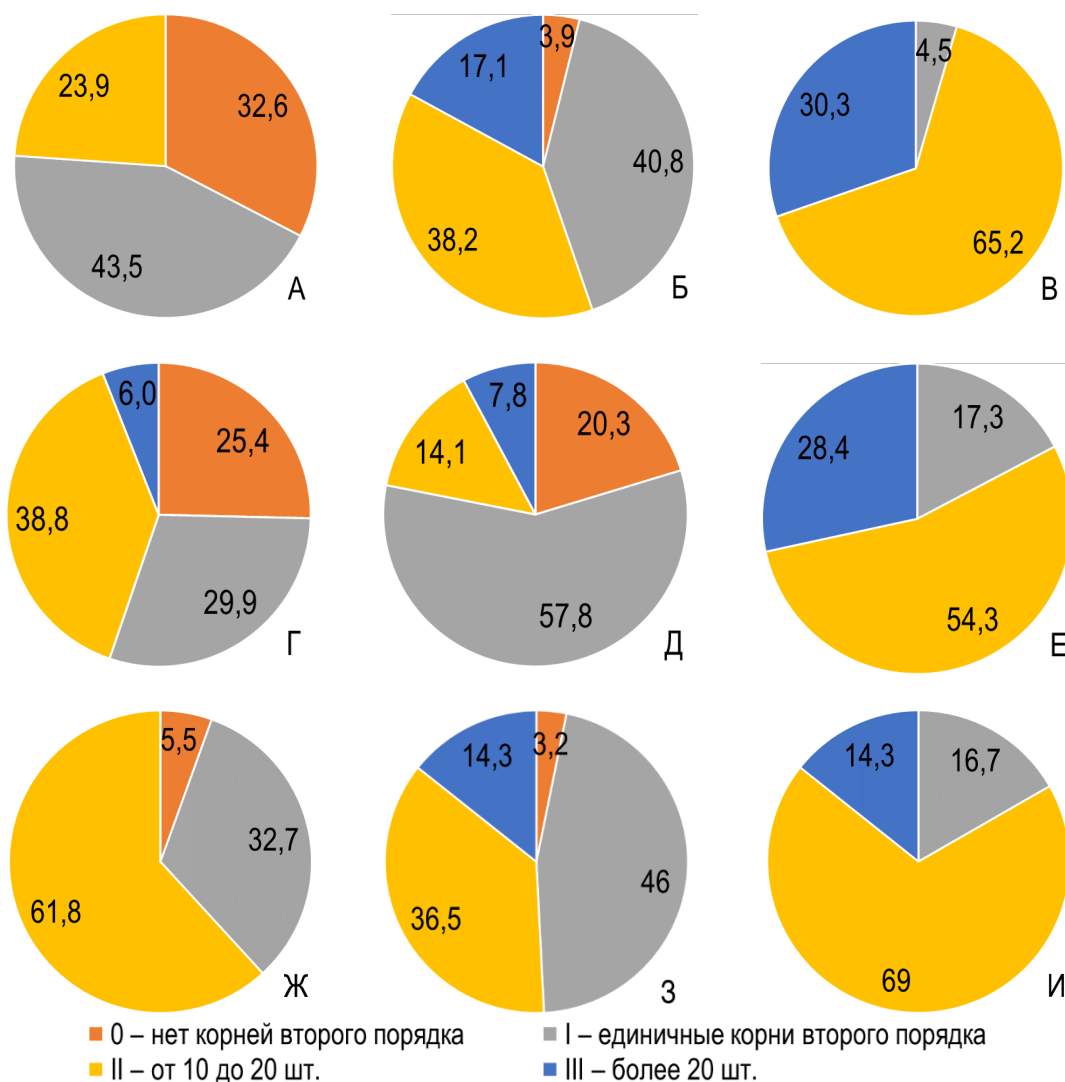 23,9
32,6
43,5
А
3,9
17,1
40,8
38,2
Б
4,5
30,3
65,2
В
6,0
25,4
38,8
29,9
Г
7,8
20,3
14,1
57,8
Д
17,3
28,4
54,3
Е
5,5
32,7
61,8
Ж
3,2
14,3
46
36,5
З
14,3
16,7
69
И
0 – нет корней второго порядка
I – единичные корни второго порядка
II – от 10 до 20 шт.
III – более 20 шт.